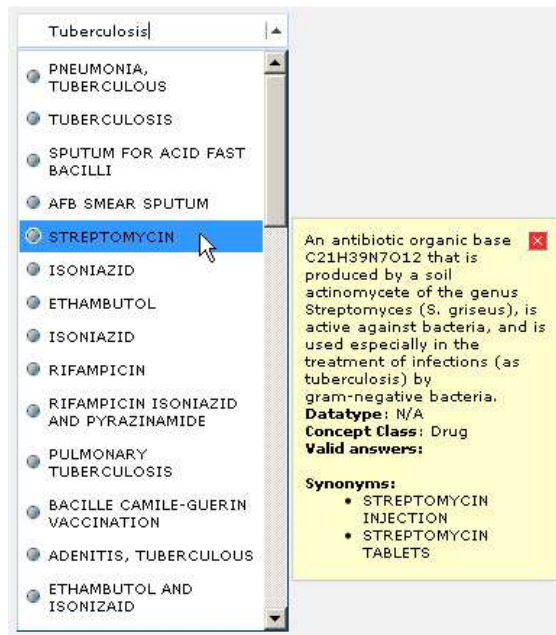 Tuberculosis
PNEUMONIA,
TUBERCULOUS
TUBERCULOSIS
SPUTUM FOR ACID FAST
BACILLI
AFB SMEAR SPUTUM
STREPTOMYCIN
ISONIAZID
ETHAMBUTOL
ISONIAZID
RIFAMPICIN
RIFAMPICIN ISONIAZID
AND PYRAZINAMIDE
PULMONARY
TUBERCULOSIS
BACILLE CAMILE-GUERIN
VACCINATION
ADENITIS, TUBERCULOUS
ETHAMBUTOL AND
ISONIZAID
An antibiotic organic base
C21H39N7O12 that is
produced by a soil
actinomycete of the genus
Streptomyces (S. griseus), is
active against bacteria, and is
used especially in the
treatment of infections (as
tuberculosis) by
gram-negative bacteria.
Datatype: N/A
Concept Class: Drug
Valid answers:
Synonyms:
STREPTOMYCIN
INJECTION
STREPTOMYCIN
TABLETS